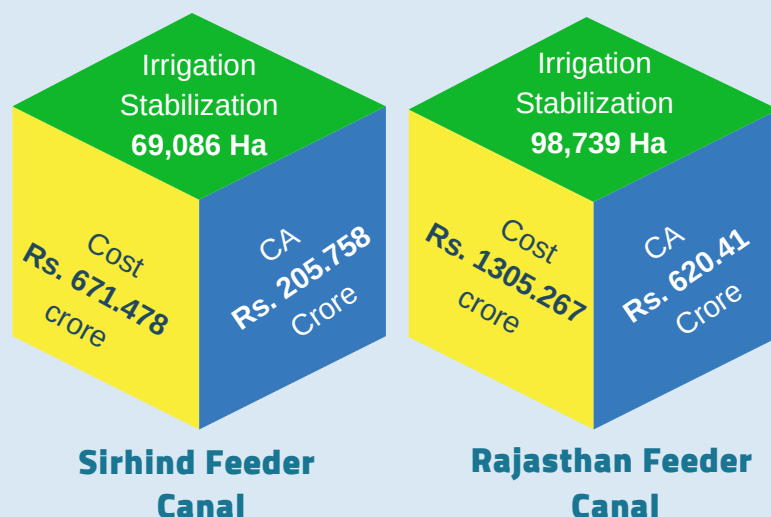 Irrigation
Stabilization
69,086 Ha
Cost
Rs. 671.478
crore
CA
Rs. 205.758
Crore
Sirhind Feeder
Canal
Irrigation
Stabilization
98,739 Ha
Cost
Rs. 1305.267
crore
CA
Rs. 620.41
Crore
Rajasthan Feeder
Canal